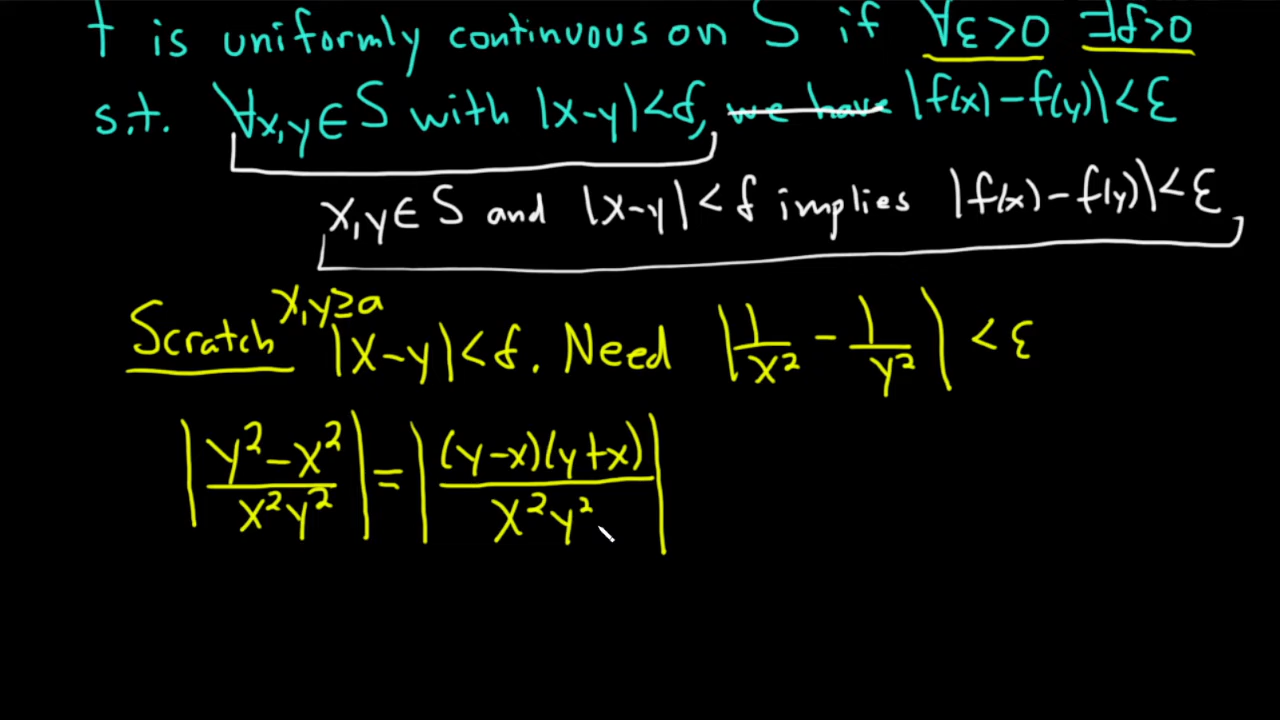 f is uniformly continuous on S if ∀ε>0 ∃δ>0
s.t. ∀x,y∈S with |x-y|<δ, we have |f(x)-f(y)|<ε
x,y∈S and |x-y|<δ implies |f(x)-f(y)|<ε
Scratch x,y≥a
|x-y|<δ. Need |1/x² - 1/y²| <ε
|(y²-x²)/(x²y²)| = |((y-x)(y+x))/(x²y²)|